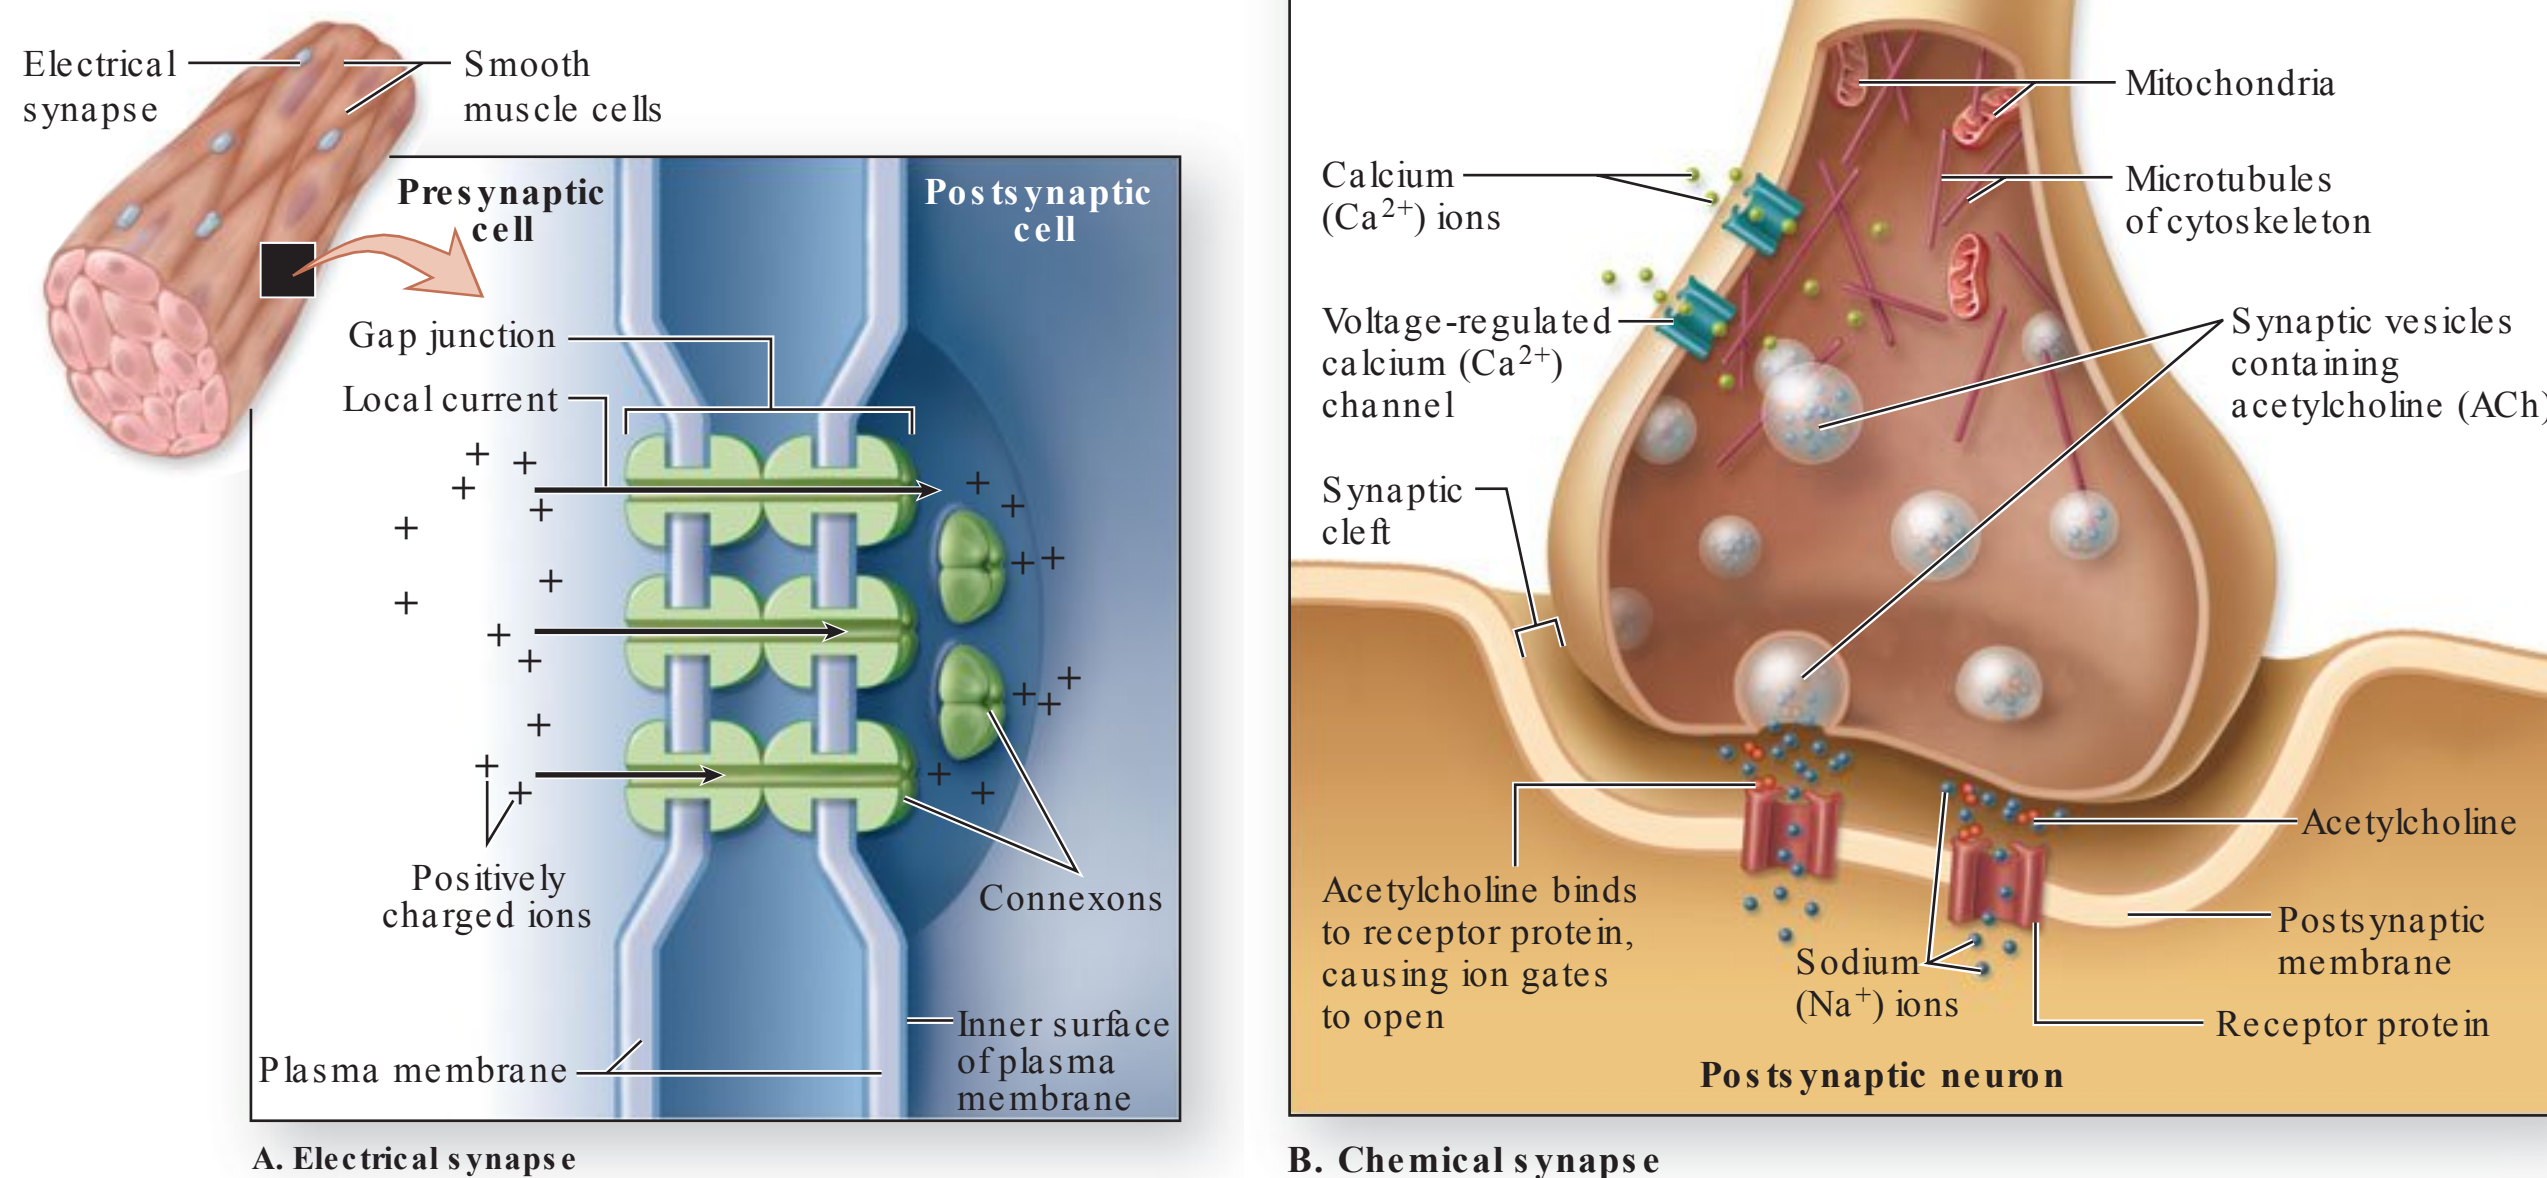 Electrical
synapse
Smooth
muscle cells
Presynaptic
cell
Postsynaptic
cell
Gap junction
Local current
Positively
charged ions
Connexons
Inner surface
of plasma
membrane
Plasma membrane
A. Electrical synapse
Mitochondria
Calcium
(Ca²⁺) ions
Microtubules
of cytoskeleton
Voltage-regulated
calcium (Ca²⁺)
channel
Synaptic vesicles
containing
acetylcholine (ACh)
Synaptic
cleft
Acetylcholine
Acetylcholine binds
to receptor protein,
causing ion gates
to open
Sodium
(Na⁺) ions
Postsynaptic
membrane
Receptor protein
Postsynaptic neuron
B. Chemical synapse